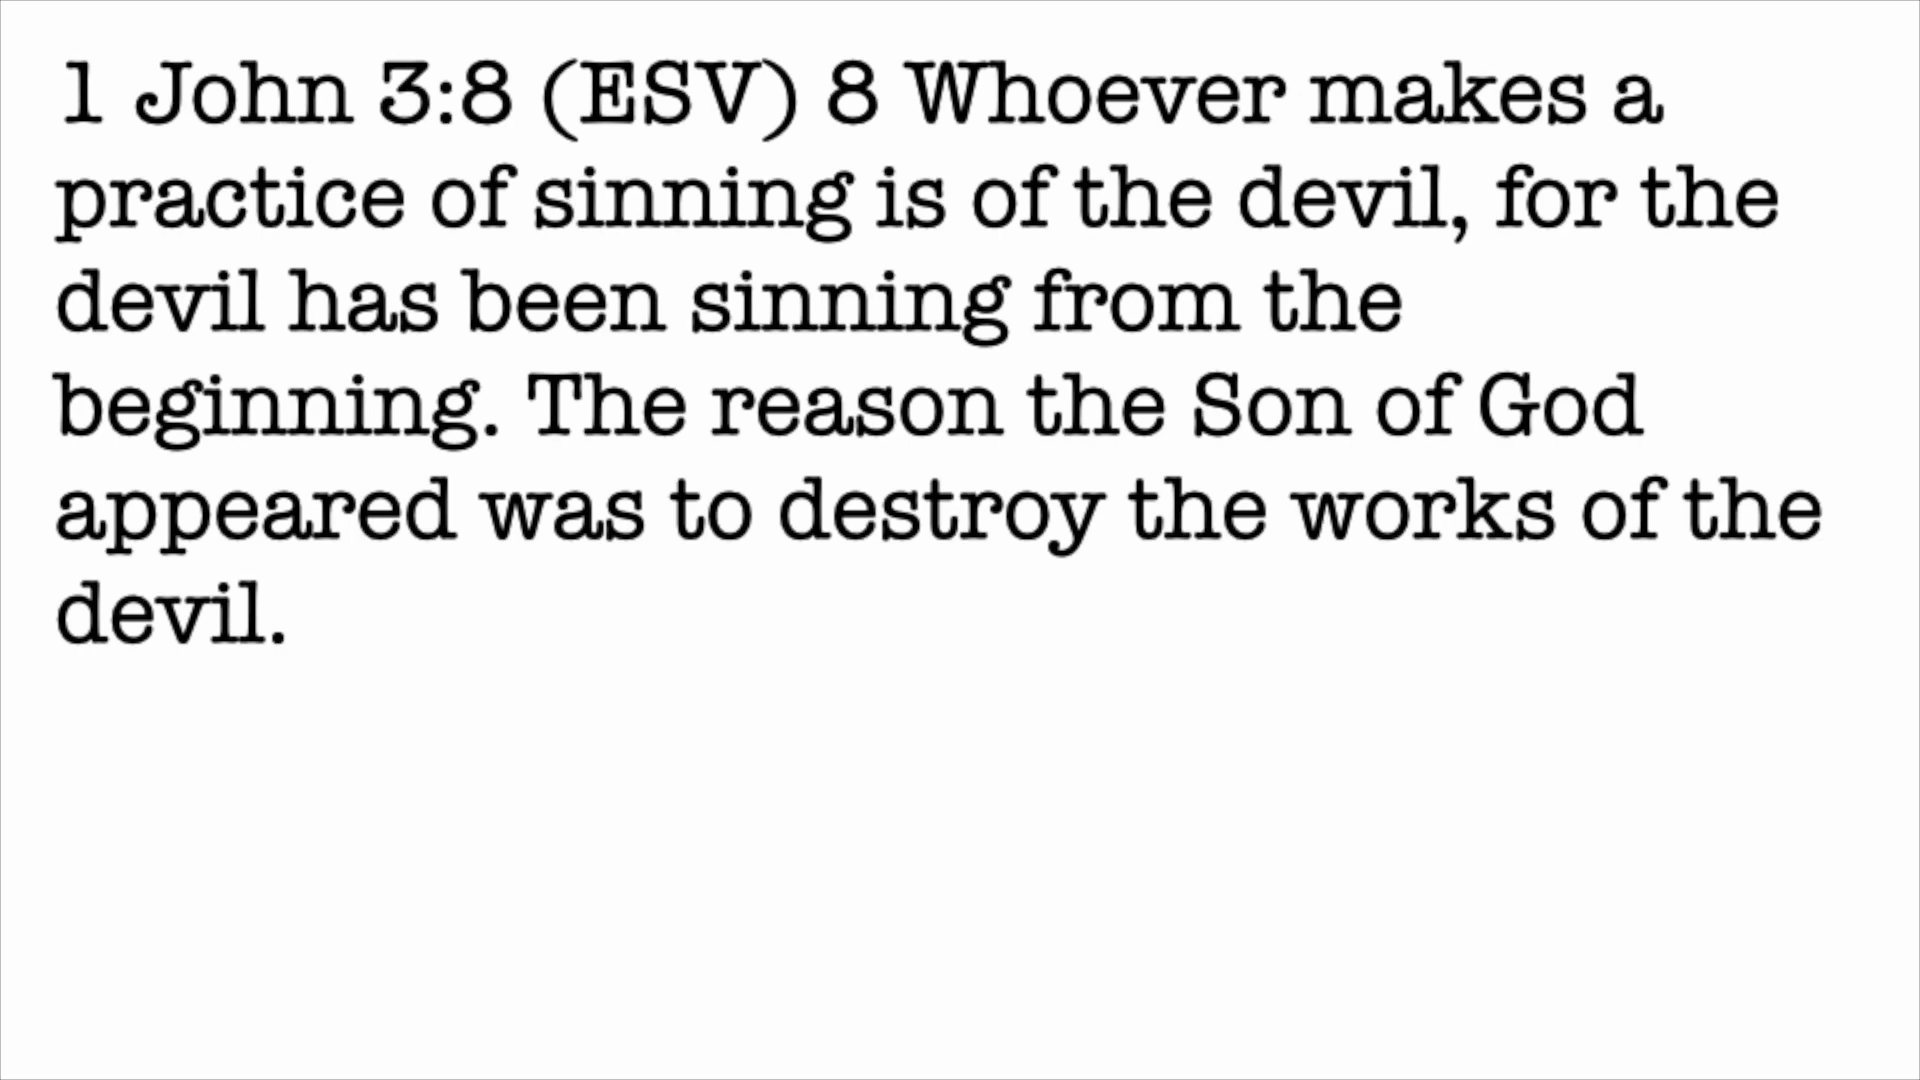 1 John 3:8 (ESV) 8 Whoever makes a
practice of sinning is of the devil, for the
devil has been sinning from the
beginning. The reason the Son of God
appeared was to destroy the works of the
devil.